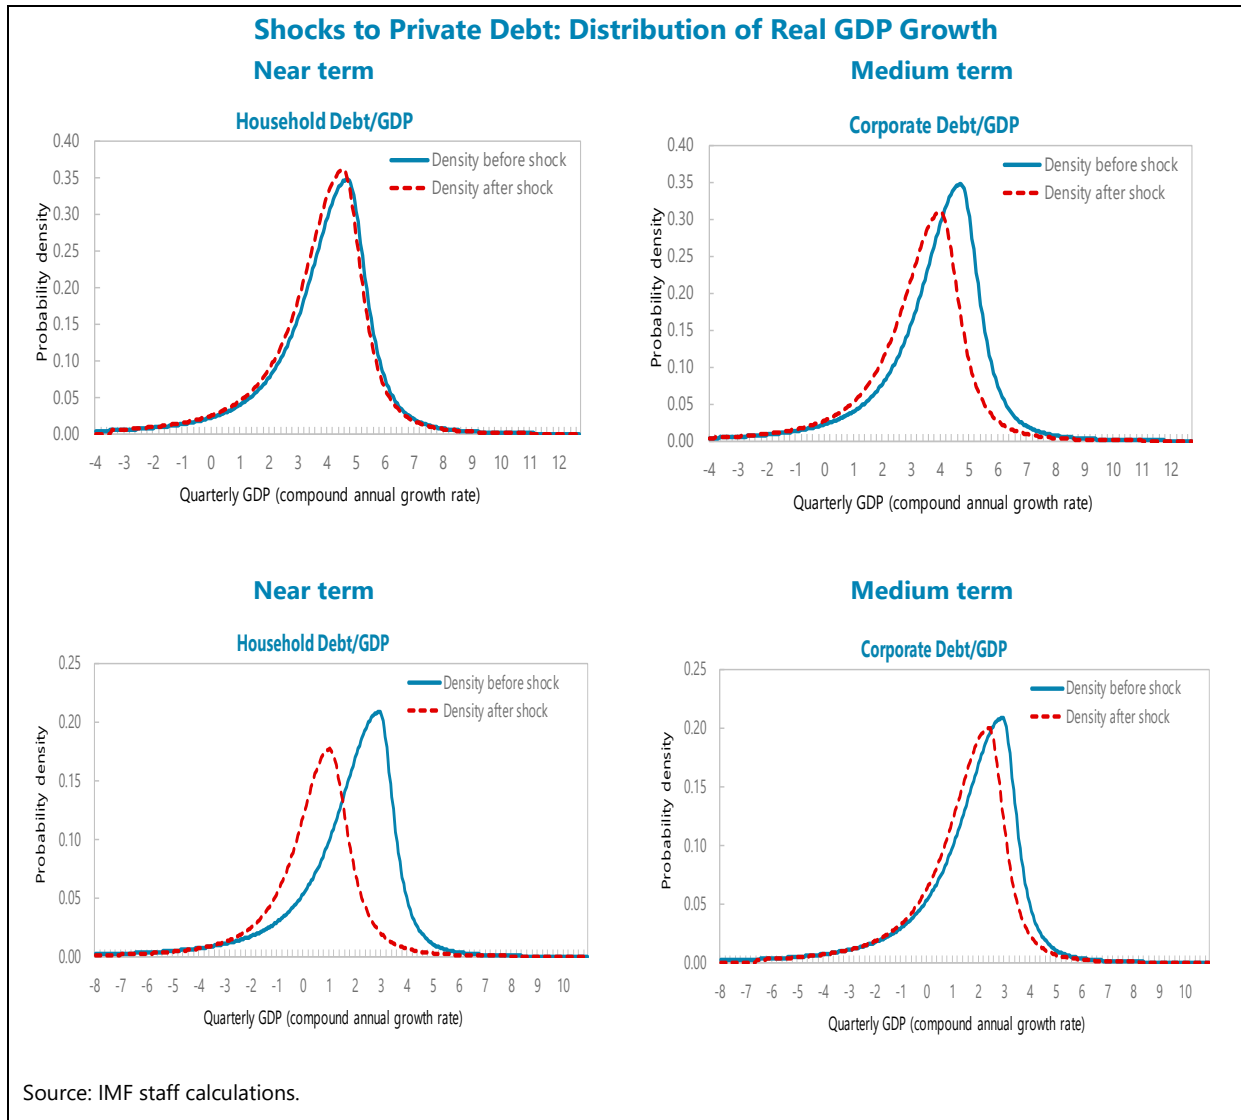 Shocks to Private Debt: Distribution of Real GDP Growth
Near term
Medium term
Household Debt/GDP
Probability density
0.40
0.35
0.30
0.25
0.20
0.15
0.10
0.05
0.00
Density before shock
Density after shock
-4 -3 -2 -1 0 1 2 3 4 5 6 7 8 9 10 11 12
Quarterly GDP (compound annual growth rate)
Corporate Debt/GDP
Probability density
0.40
0.35
0.30
0.25
0.20
0.15
0.10
0.05
0.00
Density before shock
Density after shock
-4 -3 -2 -1 0 1 2 3 4 5 6 7 8 9 10 11 12
Quarterly GDP (compound annual growth rate)
Near term
Medium term
Household Debt/GDP
Probability density
0.25
0.20
0.15
0.10
0.05
0.00
Density before shock
Density after shock
-8 -7 -6 -5 -4 -3 -2 -1 0 1 2 3 4 5 6 7 8 9 10
Quarterly GDP (compound annual growth rate)
Corporate Debt/GDP
Probability density
0.25
0.20
0.15
0.10
0.05
0.00
Density before shock
Density after shock
-8 -7 -6 -5 -4 -3 -2 -1 0 1 2 3 4 5 6 7 8 9 10
Quarterly GDP (compound annual growth rate)
Source: IMF staff calculations.